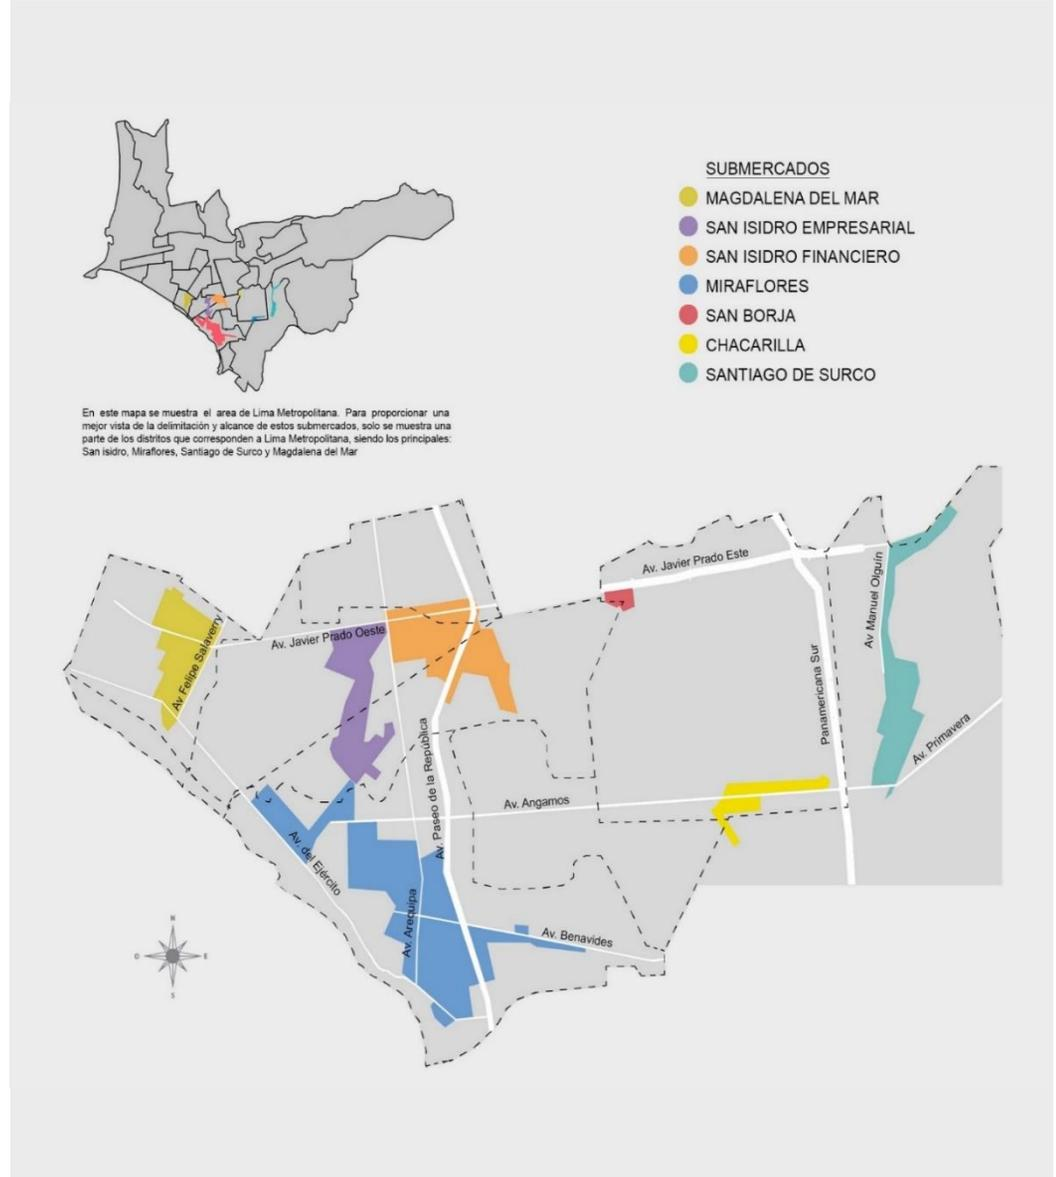 SUBMERCADOS
MAGDALENA DEL MAR
SAN ISIDRO EMPRESARIAL
SAN ISIDRO FINANCIERO
MIRAFLORES
SAN BORJA
CHACARILLA
SANTIAGO DE SURCO
En este mapa se muestra el area de Lima Metropolitana. Para proporcionar una
mejor vista de la delimitación y alcance de estos submercados, solo se muestra una
parte de los distritos que corresponden a Lima Metropolitana, siendo los principales:
San isidro, Miraflores, Santiago de Surco y Magdalena del Mar
Av. Javier Prado Este
Av Manuel Olguín
Av. Javier Prado Oeste
Av. Felipe Salaverry
Panamericana Sur
Av. Primavera
Av. Paseo de la República
Av. Angamos
Av. del Ejército
Av. Arequipa
Av. Benavides
N
O
E
S